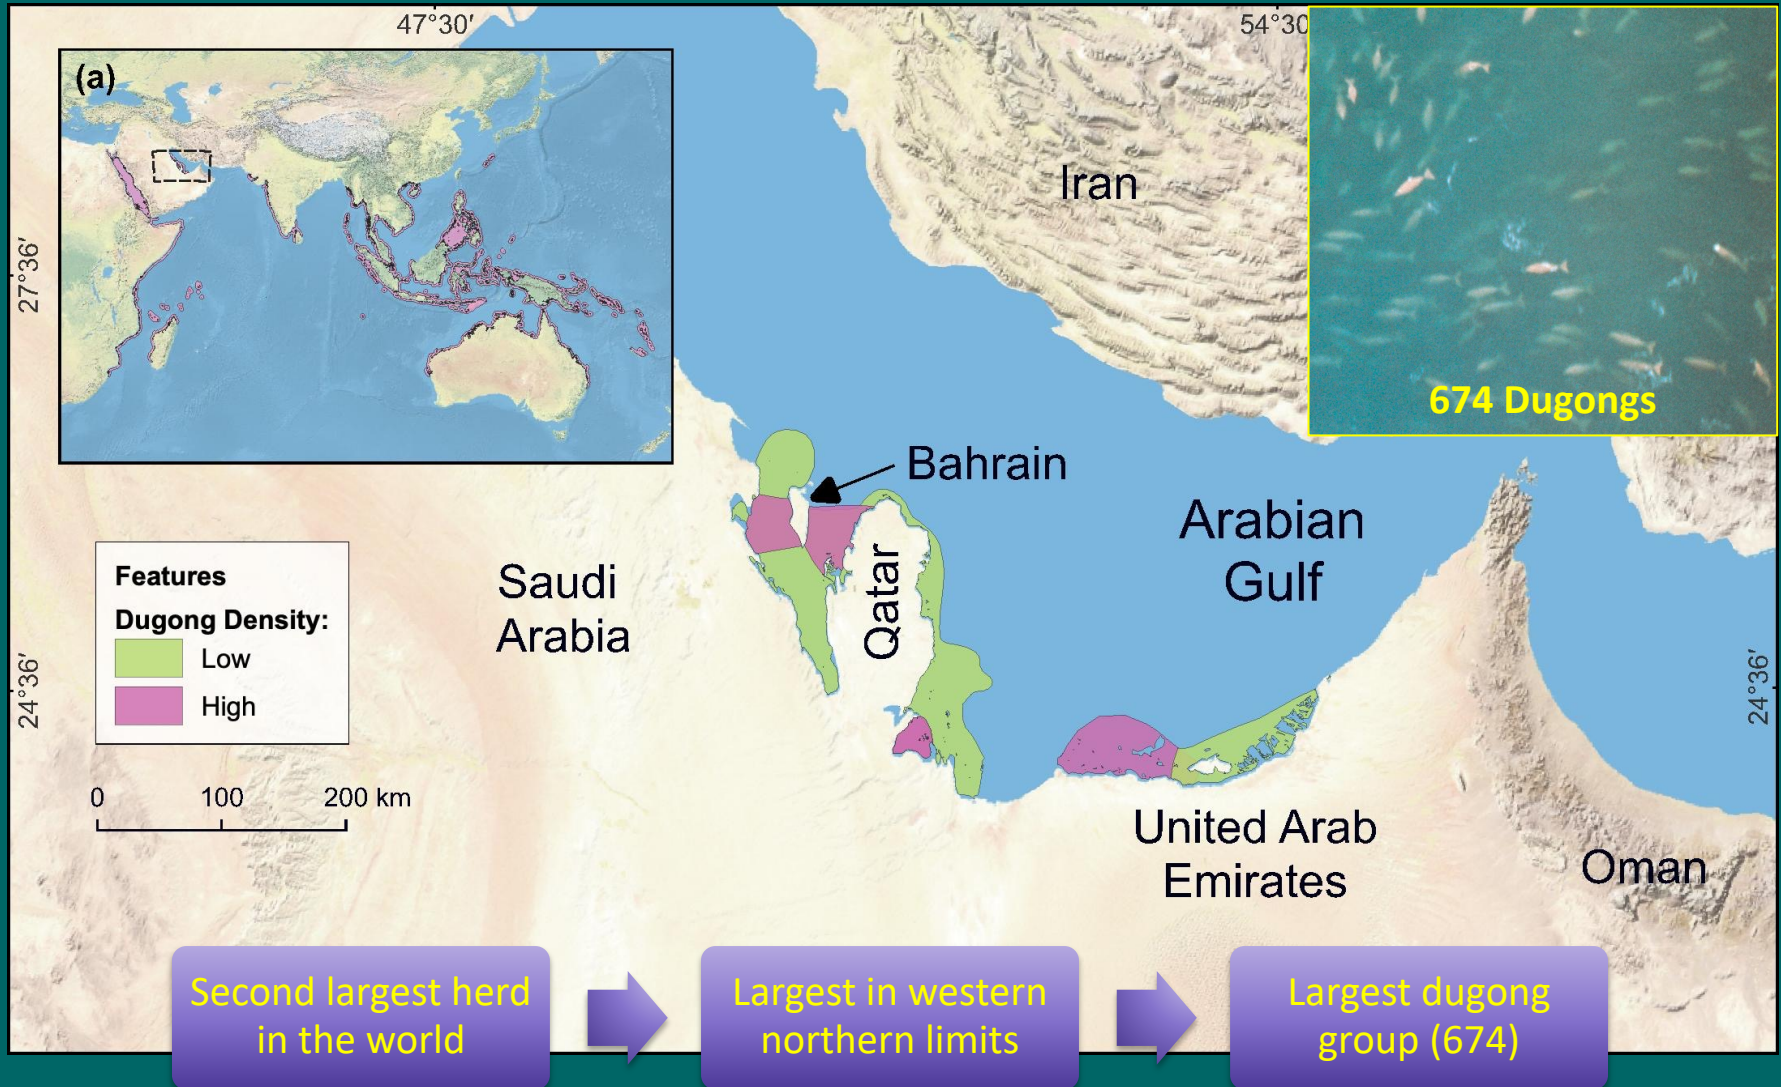 47°30′
54°30
(a)
27°36′
Iran
674 Dugongs
Bahrain
Arabian
Gulf
Saudi
Arabia
Qatar
Features
Dugong Density:
Low
High
24°36′
24°36′
0 100 200 km
United Arab
Emirates
Oman
Second largest herd
in the world
Largest in western
northern limits
Largest dugong
group (674)